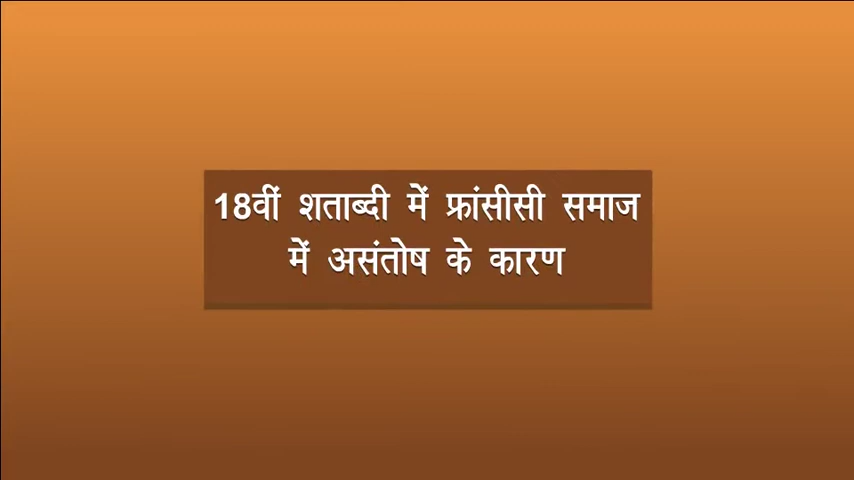 18वीं शताब्दी में फ्रांसीसी समाज
में असंतोष के कारण